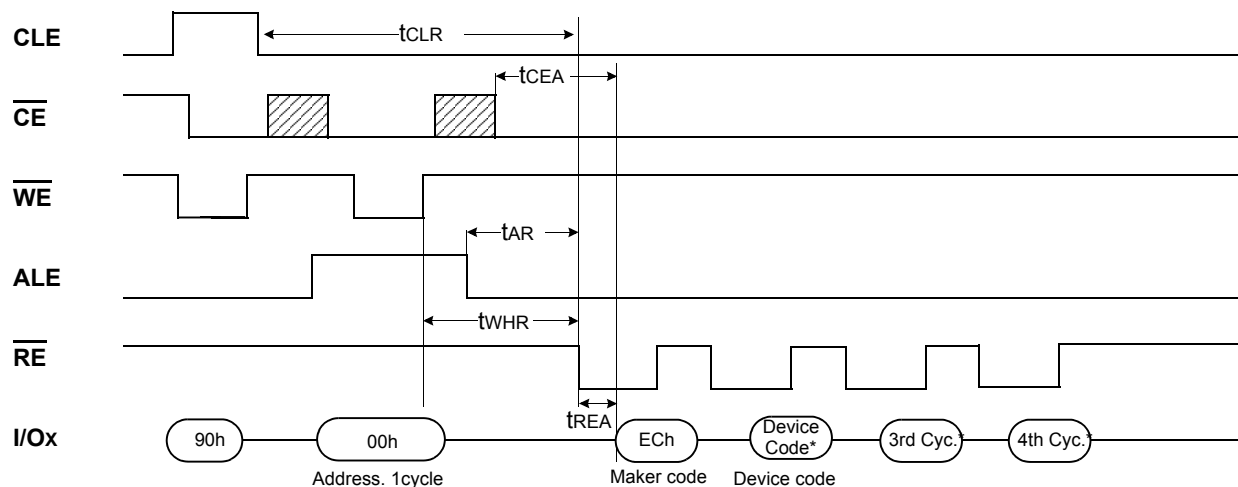 CLE
tCLR
tCEA
CE
WE
tAR
ALE
tWHR
RE
tREA
I/Ox
90h
00h
ECh
Device
Code*
3rd Cyc.*
4th Cyc.*
Address. 1cycle
Maker code
Device code